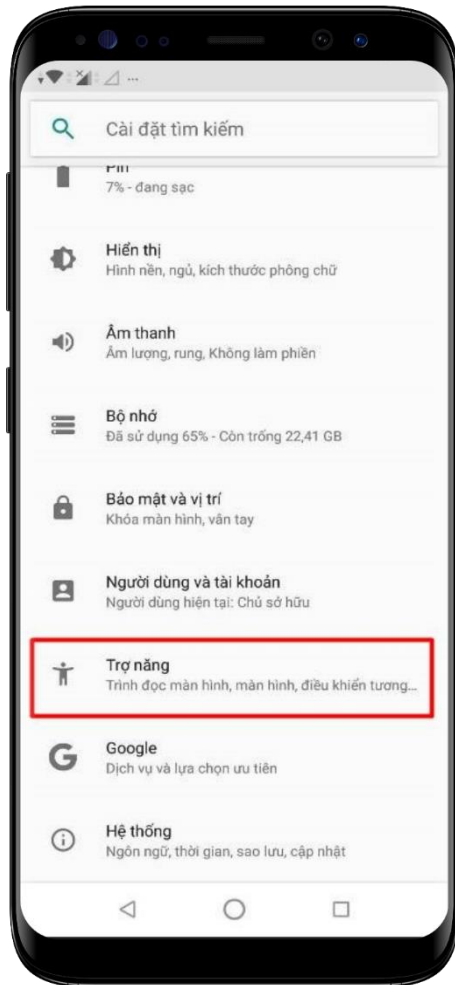 Cài đặt tìm kiếm
Pin
7% - đang sạc
Hiển thị
Hình nền, ngủ, kích thước phông chữ
Âm thanh
Âm lượng, rung, Không làm phiền
Bộ nhớ
Đã sử dụng 65% - Còn trống 22,41 GB
Bảo mật và vị trí
Khóa màn hình, vân tay
Người dùng và tài khoản
Người dùng hiện tại: Chủ sở hữu
Trợ năng
Trình đọc màn hình, màn hình, điều khiển tương...
Google
Dịch vụ và lựa chọn ưu tiên
Hệ thống
Ngôn ngữ, thời gian, sao lưu, cập nhật